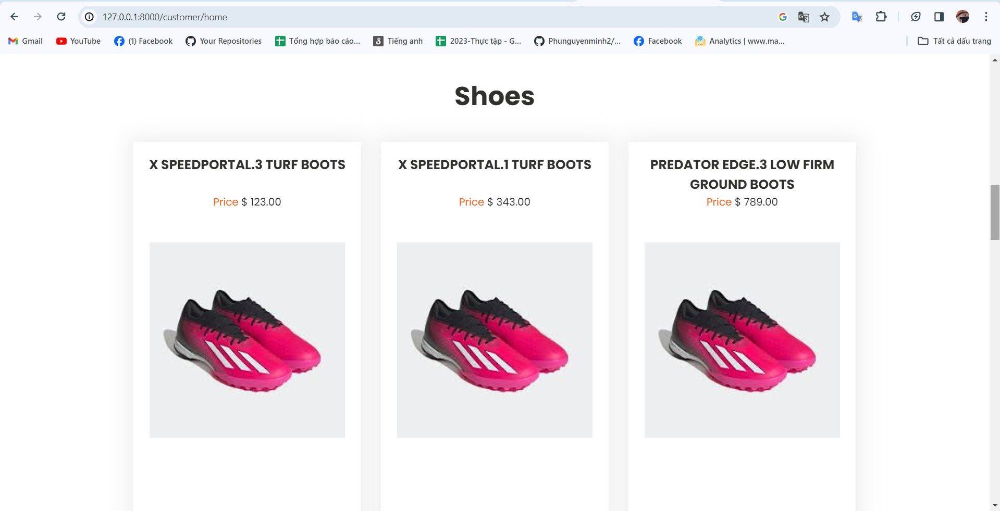 127.0.0.1:8000/customer/home
Gmail
YouTube
(1) Facebook
Your Repositories
Tổng hợp báo cáo...
Tiếng anh
2023-Thực tập - G...
Phunguyenminh2/...
Facebook
Analytics | www.ma...
Tất cả dấu trang
Shoes
X SPEEDPORTAL.3 TURF BOOTS
Price $ 123.00
X SPEEDPORTAL.1 TURF BOOTS
Price $ 343.00
PREDATOR EDGE.3 LOW FIRM
GROUND BOOTS
Price $ 789.00